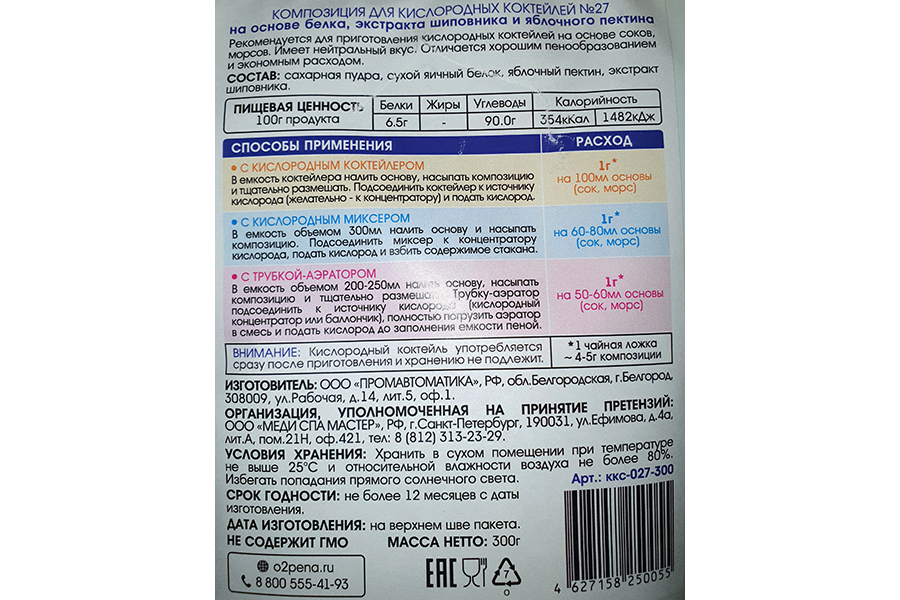 КОМПОЗИЦИЯ ДЛЯ КИСЛОРОДНЫХ КОКТЕЙЛЕЙ №27
на основе белка, экстракта шиповника и яблочного пектина
Рекомендуется для приготовления кислородных коктейлей на основе соков,
морсов. Имеет нейтральный вкус. Отличается хорошим пенообразованием
и экономным расходом.
СОСТАВ: сахарная пудра, сухой яичный белок, яблочный пектин, экстракт
шиповника.
ПИЩЕВАЯ ЦЕННОСТЬ Белки Жиры Углеводы Калорийность
100г продукта 6.5г - 90.0г 354кКал 1482кДж
СПОСОБЫ ПРИМЕНЕНИЯ РАСХОД
• С КИСЛОРОДНЫМ КОКТЕЙЛЕРОМ
В емкость коктейлера налить основу, насыпать композицию
и тщательно размешать. Подсоединить коктейлер к источнику
кислорода (желательно - к концентратору) и подать кислород.
1г*
на 100мл основы
(сок, морс)
• С КИСЛОРОДНЫМ МИКСЕРОМ
В емкость объемом 300мл налить основу и насыпать
композицию. Подсоединить миксер к концентратору
кислорода, подать кислород и взбить содержимое стакана.
1г*
на 60-80мл основы
(сок, морс)
• С ТРУБКОЙ-АЭРАТОРОМ
В емкость объемом 200-250мл налить основу, насыпать
композицию и тщательно размешать. Трубку-аэратор
подсоединить к источнику кислорода (кислородный
концентратор или баллончик), полностью погрузить аэратор
в смесь и подать кислород до заполнения емкости пеной.
1г*
на 50-60мл основы
(сок, морс)
ВНИМАНИЕ: Кислородный коктейль употребляется
сразу после приготовления и хранению не подлежит.
*1 чайная ложка
~ 4-5г композиции
ИЗГОТОВИТЕЛЬ: ООО «ПРОМАВТОМАТИКА», РФ, обл.Белгородская, г.Белгород,
308009, ул.Рабочая, д.14, лит.5, оф.1.
ОРГАНИЗАЦИЯ, УПОЛНОМОЧЕННАЯ НА ПРИНЯТИЕ ПРЕТЕНЗИЙ:
ООО «МЕДИ СПА МАСТЕР», РФ, г.Санкт-Петербург, 190031, ул.Ефимова, д.4а,
лит.А, пом.21Н, оф.421, тел: 8 (812) 313-23-29.
УСЛОВИЯ ХРАНЕНИЯ: Хранить в сухом помещении при температуре
не выше 25°С и относительной влажности воздуха не более 80%.
Избегать попадания прямого солнечного света.
Арт.: ккс-027-300
СРОК ГОДНОСТИ: не более 12 месяцев с даты
изготовления.
ДАТА ИЗГОТОВЛЕНИЯ: на верхнем шве пакета.
НЕ СОДЕРЖИТ ГМО МАССА НЕТТО: 300г
o2pena.ru
8 800 555-41-93
ЕАС
7
O
4 627158 250055